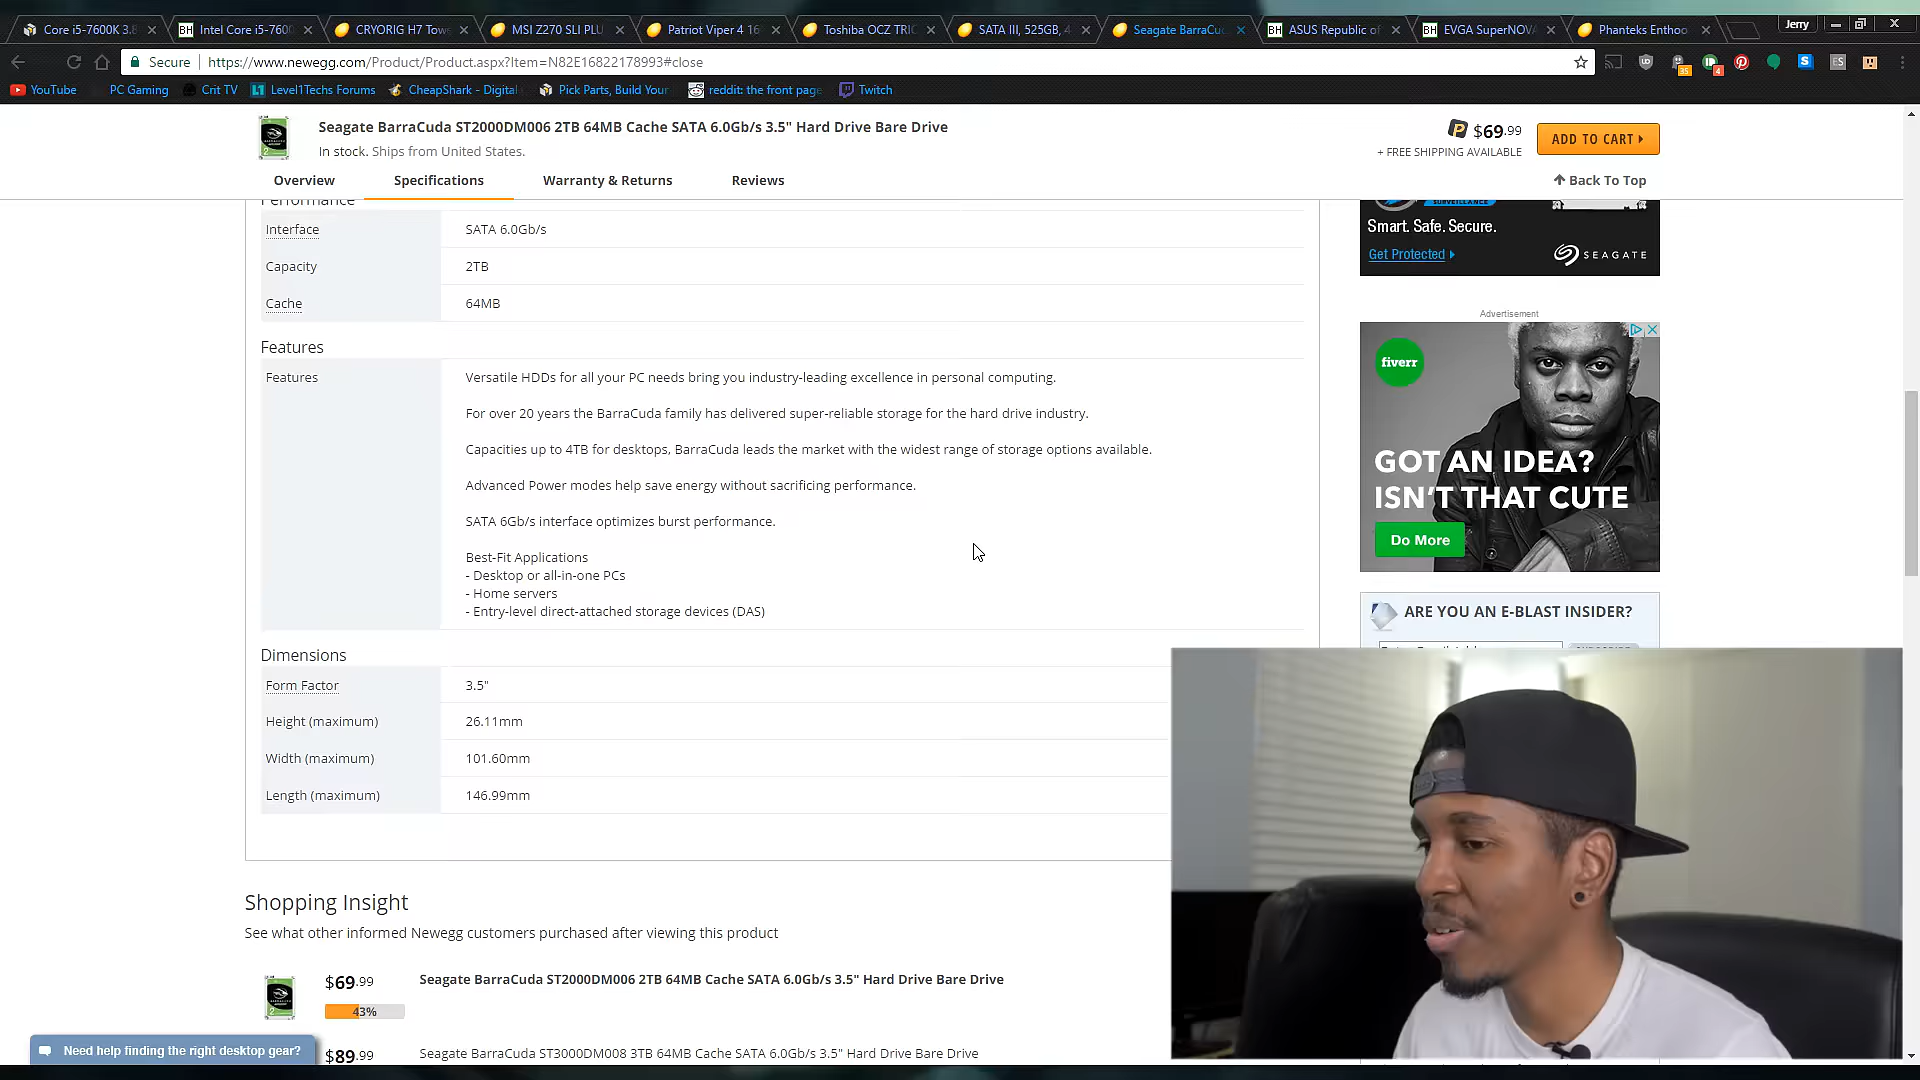 Core i5-7600K 3.8
Intel Core i5-7600
CRYORIG H7 Tow
MSI Z270 SLI PLU
Patriot Viper 4 16
Toshiba OCZ TRI
SATA III, 525GB, 4
Seagate BarraCu
ASUS Republic of
EVGA SuperNOVA
Phanteks Enthoo
Jerry
Secure
https://www.newegg.com/Product/Product.aspx?Item=N82E16822178993#close
YouTube
PC Gaming
Crit TV
Level1Techs Forums
CheapShark - Digital
Pick Parts, Build Your
reddit: the front page
Twitch
Seagate BarraCuda ST2000DM006 2TB 64MB Cache SATA 6.0Gb/s 3.5" Hard Drive Bare Drive
In stock. Ships from United States.
$69.99
+ FREE SHIPPING AVAILABLE
ADD TO CART
Overview
Specifications
Warranty & Returns
Reviews
Back To Top
Performance
Interface SATA 6.0Gb/s
Capacity 2TB
Cache 64MB
Features
Features Versatile HDDs for all your PC needs bring you industry-leading excellence in personal computing.
For over 20 years the BarraCuda family has delivered super-reliable storage for the hard drive industry.
Capacities up to 4TB for desktops, BarraCuda leads the market with the widest range of storage options available.
Advanced Power modes help save energy without sacrificing performance.
SATA 6Gb/s interface optimizes burst performance.
Best-Fit Applications
- Desktop or all-in-one PCs
- Home servers
- Entry-level direct-attached storage devices (DAS)
Dimensions
Form Factor 3.5"
Height (maximum) 26.11mm
Width (maximum) 101.60mm
Length (maximum) 146.99mm
Shopping Insight
See what other informed Newegg customers purchased after viewing this product
$69.99 Seagate BarraCuda ST2000DM006 2TB 64MB Cache SATA 6.0Gb/s 3.5" Hard Drive Bare Drive
43%
$89.99 Seagate BarraCuda ST3000DM008 3TB 64MB Cache SATA 6.0Gb/s 3.5" Hard Drive Bare Drive
Need help finding the right desktop gear?
SURVEILLANCE
Smart. Safe. Secure.
Get Protected
SEAGATE
Advertisement
fiverr
GOT AN IDEA?
ISN'T THAT CUTE
Do More
ARE YOU AN E-BLAST INSIDER?